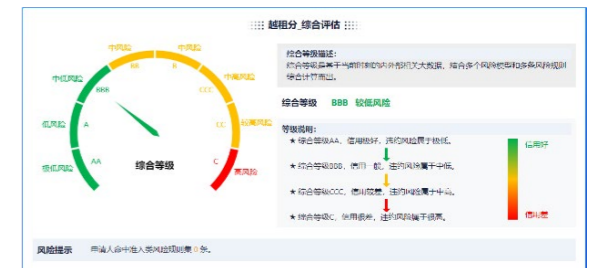 越租分_综合评估
中风险 中风险
BB B
中低风险 中高风险
BBB CCC
低风险 A CC 较高风险
极低风险 AA C 高风险
综合等级
综合等级描述:
综合等级是基于当前时刻的内外部相关大数据，结合多个风险模型和多条风险规则
综合计算得出。
综合等级 BBB 较低风险
等级说明:
★ 综合等级AA，信用极好，违约风险属于极低。
★ 综合等级BBB，信用一般，违约风险属于中低。
★ 综合等级CCC，信用较差，违约风险属于中高。
★ 综合等级C，信用很差，违约风险属于很高。
信用好
信用差
风险提示 申请人命中准入类风险规则集 0 条。